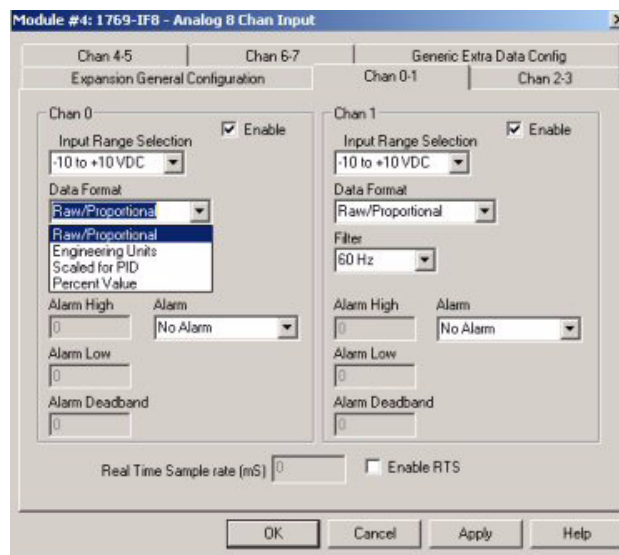 Module #4: 1769-IF8 - Analog 8 Chan Input
Chan 4-5
Chan 6-7
Generic Extra Data Config
Expansion General Configuration
Chan 0-1
Chan 2-3
Chan 0
Enable
Input Range Selection
-10 to +10 VDC
Data Format
Raw/Proportional
Raw/Proportional
Engineering Units
Scaled for PID
Percent Value
Alarm High
Alarm
0
No Alarm
Alarm Low
0
Alarm Deadband
0
Chan 1
Enable
Input Range Selection
-10 to +10 VDC
Data Format
Raw/Proportional
Filter
60 Hz
Alarm High
Alarm
0
No Alarm
Alarm Low
0
Alarm Deadband
0
Real Time Sample rate (mS)
0
Enable RTS
OK
Cancel
Apply
Help